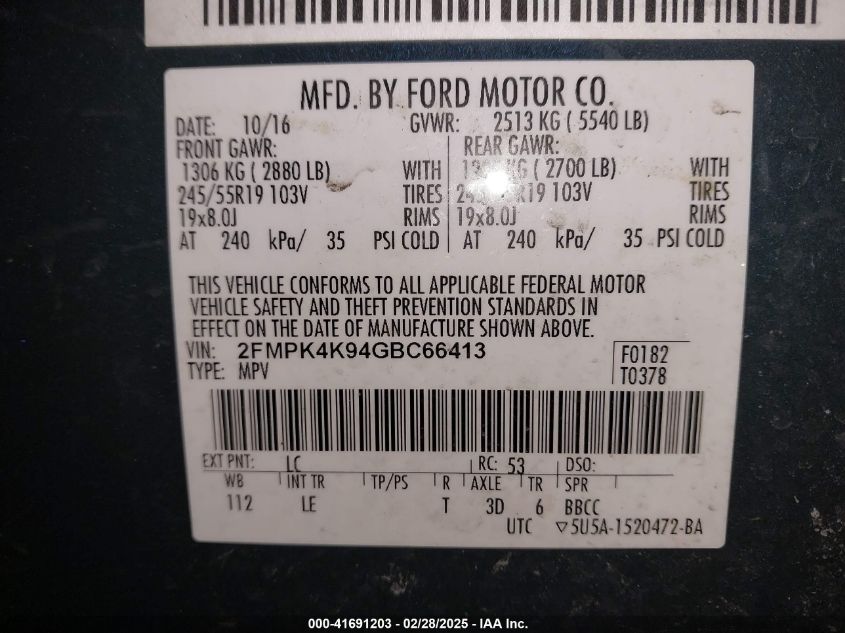 MFD. BY FORD MOTOR CO.
DATE: 10/16 GVWR: 2513 KG ( 5540 LB)
FRONT GAWR: REAR GAWR:
1306 KG ( 2880 LB) WITH KG ( 2700 LB) WITH
245/55R19 103V TIRES 103V TIRES
19x8.0J RIMS 19x8.0J RIMS
AT 240 kPa/ 35 PSI COLD AT 240 kPa/ 35 PSI COLD
THIS VEHICLE CONFORMS TO ALL APPLICABLE FEDERAL MOTOR
VEHICLE SAFETY AND THEFT PREVENTION STANDARDS IN
EFFECT ON THE DATE OF MANUFACTURE SHOWN ABOVE.
VIN: 2FMPK4K94GBC66413 F0182
TYPE: MPV T0378
EXT PNT: LC RC: 53 DSO:
WB INT TR TP/PS R AXLE TR SPR
112 LE T 3D 6 BBCC
UTC ▽5U5A-1520472-BA
000-41691203 - 02/28/2025 - IAA Inc.